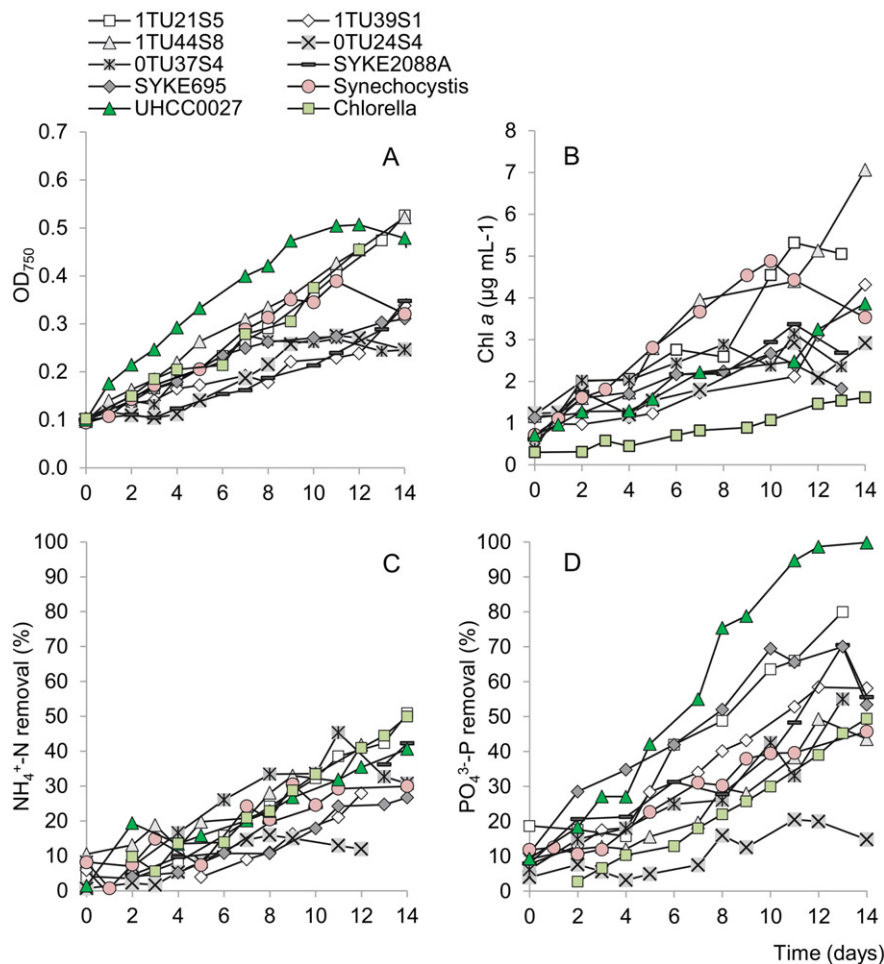 1TU21S5 1TU39S1
1TU44S8 0TU24S4
0TU37S4 SYKE2088A
SYKE695 Synechocystis
UHCC0027 Chlorella
A
OD750
0.7
0.6
0.5
0.4
0.3
0.2
0.1
0.0
0 2 4 6 8 10 12 14
B
Chl a (µg mL-1)
8
7
6
5
4
3
2
1
0
0 2 4 6 8 10 12 14
C
NH4+-N removal (%)
100
90
80
70
60
50
40
30
20
10
0
0 2 4 6 8 10 12 14
D
PO43--P removal (%)
100
90
80
70
60
50
40
30
20
10
0
0 2 4 6 8 10 12 14
Time (days)